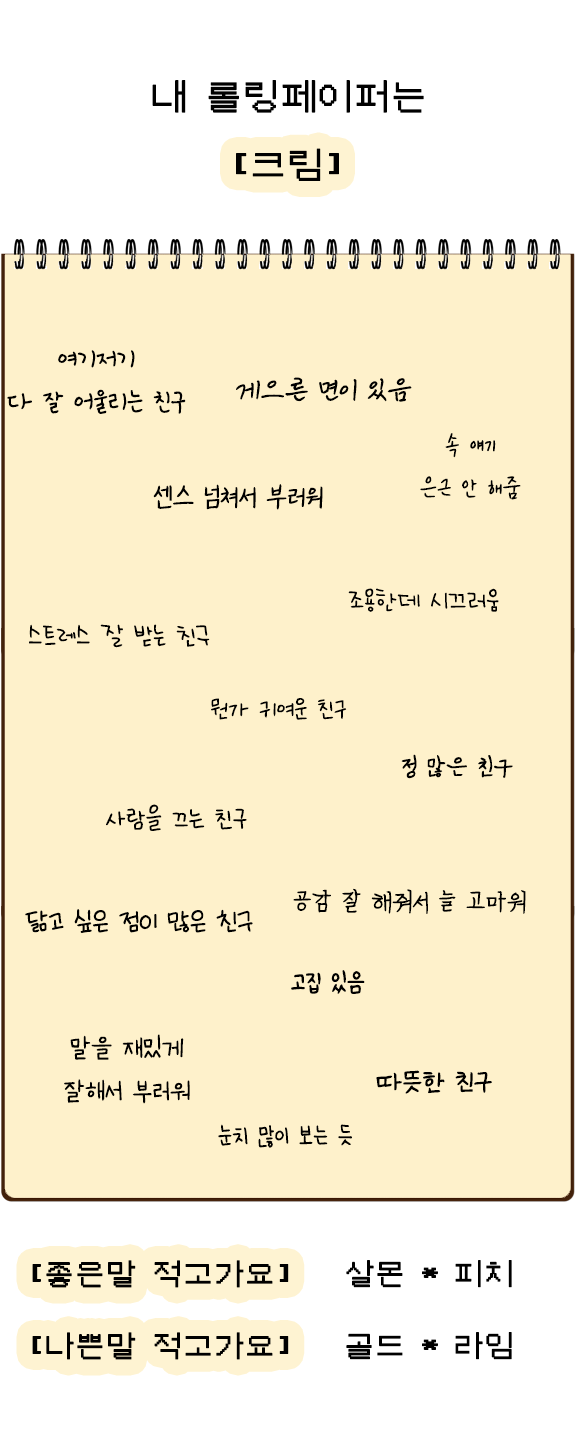 내 롤링페이퍼는
[크림]
여기저기
다 잘 어울리는 친구
게으른 면이 있음
속 얘기
은근 안 해줌
센스 넘쳐서 부러워
조용한데 시끄러움
스트레스 잘 받는 친구
뭔가 귀여운 친구
정 많은 친구
사람을 끄는 친구
공감 잘 해줘서 늘 고마워
닮고 싶은 점이 많은 친구
고집 있음
말을 재밌게
잘해서 부러워
따뜻한 친구
눈치 많이 보는 듯
[좋은말 적고가요] 살몬 * 피치
[나쁜말 적고가요] 골드 * 라임